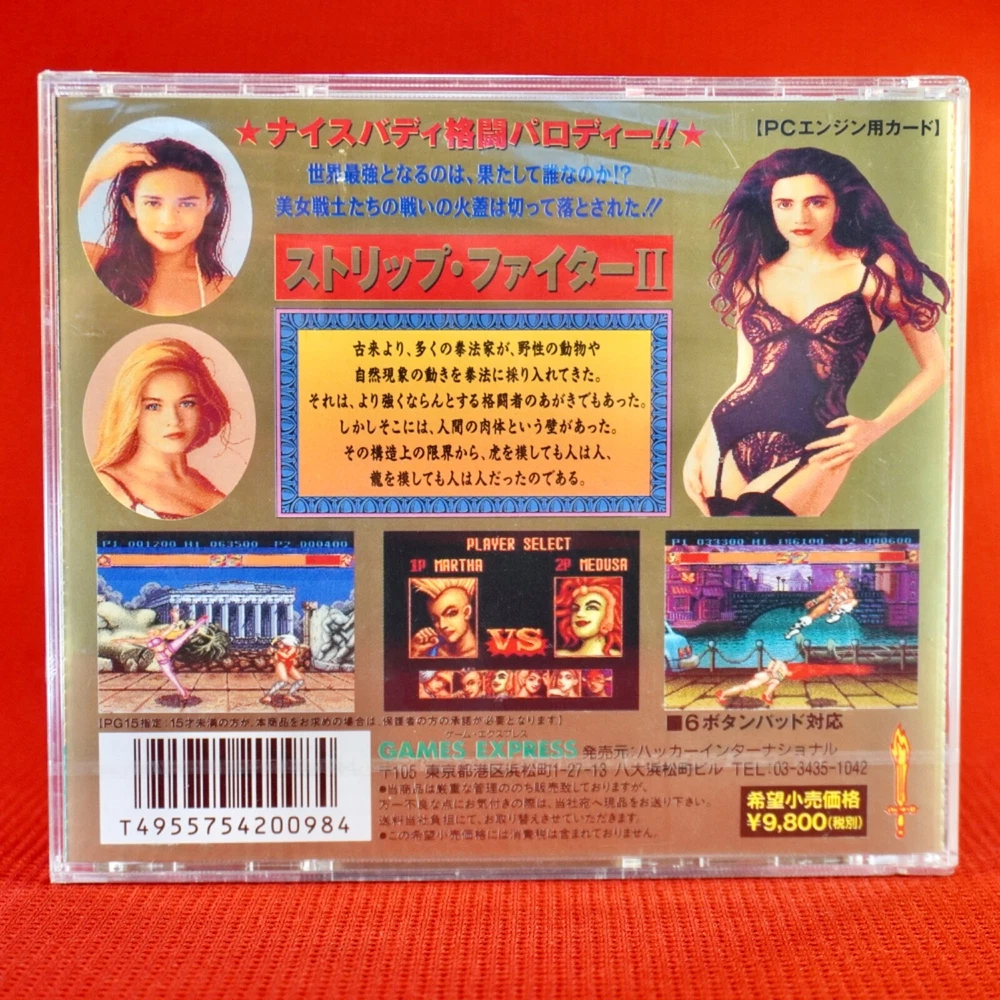 ★ナイスバディ格闘パロディー!!★
【PCエンジン用カード】
世界最強となるのは、果たして誰なのか!?
美女戦士たちの戦いの火蓋は切って落とされた!!
ストリップ・ファイターII
古来より、多くの拳法家が、野性の動物や
自然現象の動きを拳法に採り入れてきた。
それは、より強くならんとする格闘者のあがきでもあった。
しかしそこには、人間の肉体という壁があった。
その構造上の限界から、虎を模しても人は人、
龍を模しても人は人だったのである。
P1 001200 HI 063500 P2 000400
PLAYER SELECT
1P MARTHA
2P MEDUSA
VS
P1 033300 HI 186100 P2 000600
【PG15指定:15才未満の方が、本商品をお求めの場合は、保護者の方の承諾が必要となります】
■6ボタンパッド対応
ゲーム・エクスプレス
GAMES EXPRESS 発売元:ハッカーインターナショナル
〒105 東京都港区浜松町1-27-13 八大浜松町ビル TEL:03-3435-1042
●当商品は厳重な管理ののち販売致しておりますが、
万一不良な点にお気付きの際は、当社宛へ現品をお送り下さい。
送料当社負担にて、お取り替えさせていただきます。
●この希望小売価格には消費税は含まれておりません。
T4955754200984
希望小売価格
¥9,800(税別)